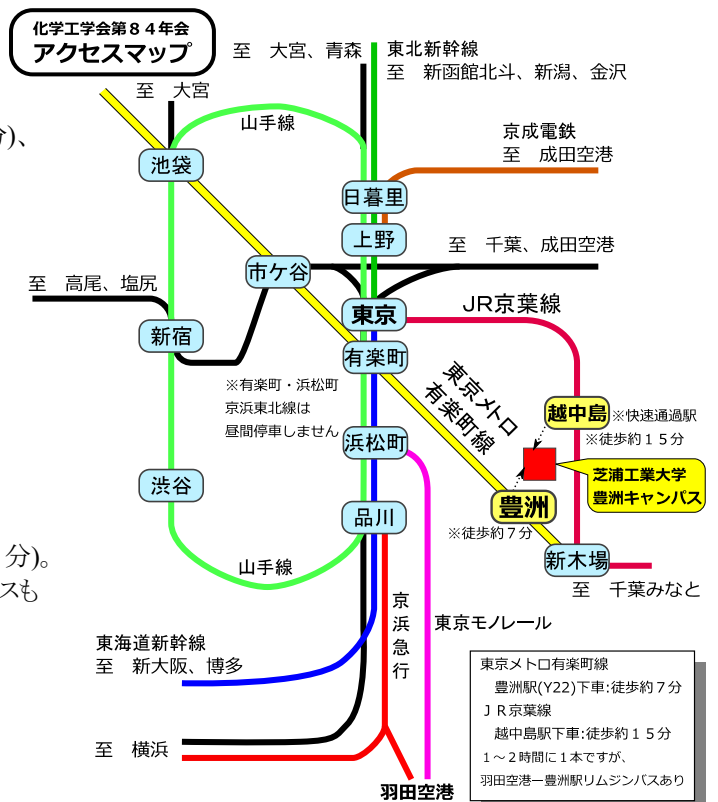 化学工学会第８４年会
アクセスマップ
至　大宮、青森
東北新幹線
至　新函館北斗、新潟、金沢
至　大宮
山手線
京成電鉄
至　成田空港
分)、
池袋
日暮里
上野
至　千葉、成田空港
市ケ谷
至　高尾、塩尻
東京
JR京葉線
新宿
有楽町
※有楽町・浜松町
京浜東北線は
昼間停車しません
東京メトロ
有楽町線
越中島
※快速通過駅
※徒歩約１５分
浜松町
芝浦工業大学
豊洲キャンパス
渋谷
品川
豊洲
※徒歩約７分
新木場
至　千葉みなと
分)。
スも
山手線
京浜急行
東京モノレール
東海道新幹線
至　新大阪、博多
至　横浜
羽田空港
東京メトロ有楽町線
豊洲駅(Y22)下車:徒歩約７分
ＪＲ京葉線
越中島駅下車:徒歩約１５分
１～２時間に１本ですが、
羽田空港ー豊洲駅リムジンバスあり